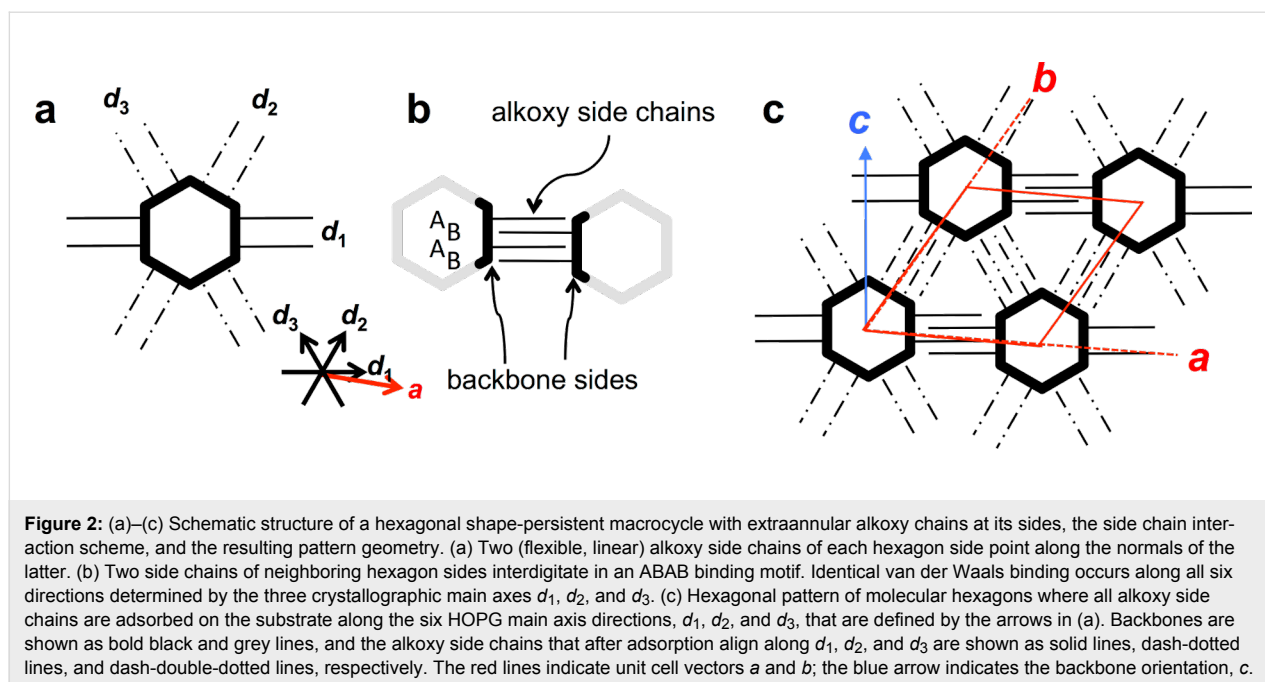 a
d3
d2
d1
d3
d2
d1
a
b
alkoxy side chains
A
B
A
B
backbone sides
c
b
c
a
Figure 2: (a)–(c) Schematic structure of a hexagonal shape-persistent macrocycle with extraannular alkoxy chains at its sides, the side chain inter-
action scheme, and the resulting pattern geometry. (a) Two (flexible, linear) alkoxy side chains of each hexagon side point along the normals of the
latter. (b) Two side chains of neighboring hexagon sides interdigitate in an ABAB binding motif. Identical van der Waals binding occurs along all six
directions determined by the three crystallographic main axes d1, d2, and d3. (c) Hexagonal pattern of molecular hexagons where all alkoxy side
chains are adsorbed on the substrate along the six HOPG main axis directions, d1, d2, and d3, that are defined by the arrows in (a). Backbones are
shown as bold black and grey lines, and the alkoxy side chains that after adsorption align along d1, d2, and d3 are shown as solid lines, dash-dotted
lines, and dash-double-dotted lines, respectively. The red lines indicate unit cell vectors a and b; the blue arrow indicates the backbone orientation, c.